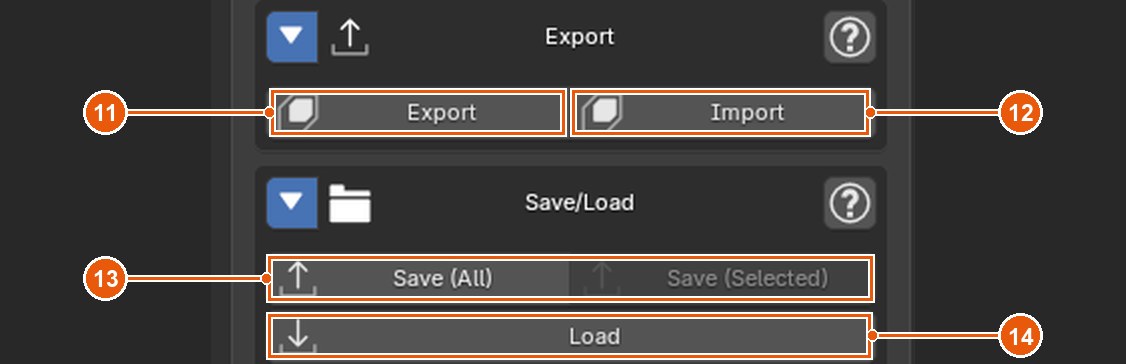 Export
11 Export Import 12
Save/Load
13 Save (All) Save (Selected)
Load 14